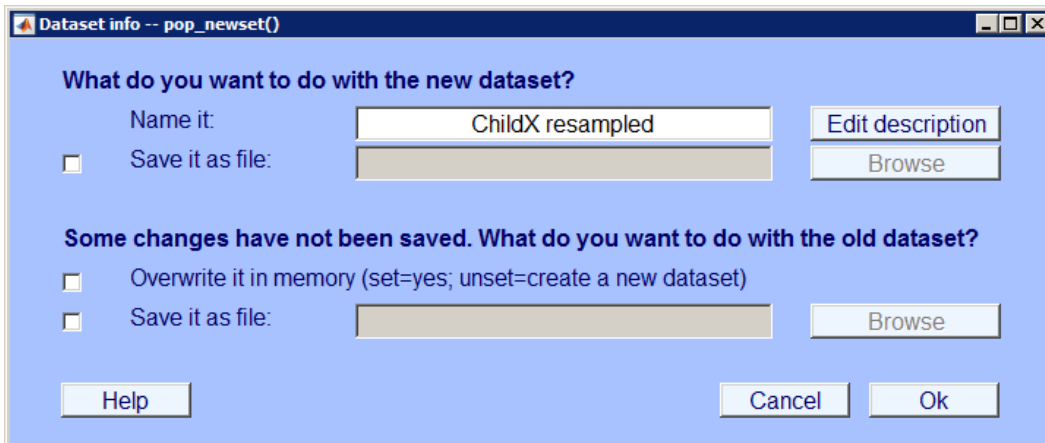 Dataset info -- pop_newset()
What do you want to do with the new dataset?
Name it: ChildX resampled Edit description
Save it as file: Browse
Some changes have not been saved. What do you want to do with the old dataset?
Overwrite it in memory (set=yes; unset=create a new dataset)
Save it as file: Browse
Help Cancel Ok